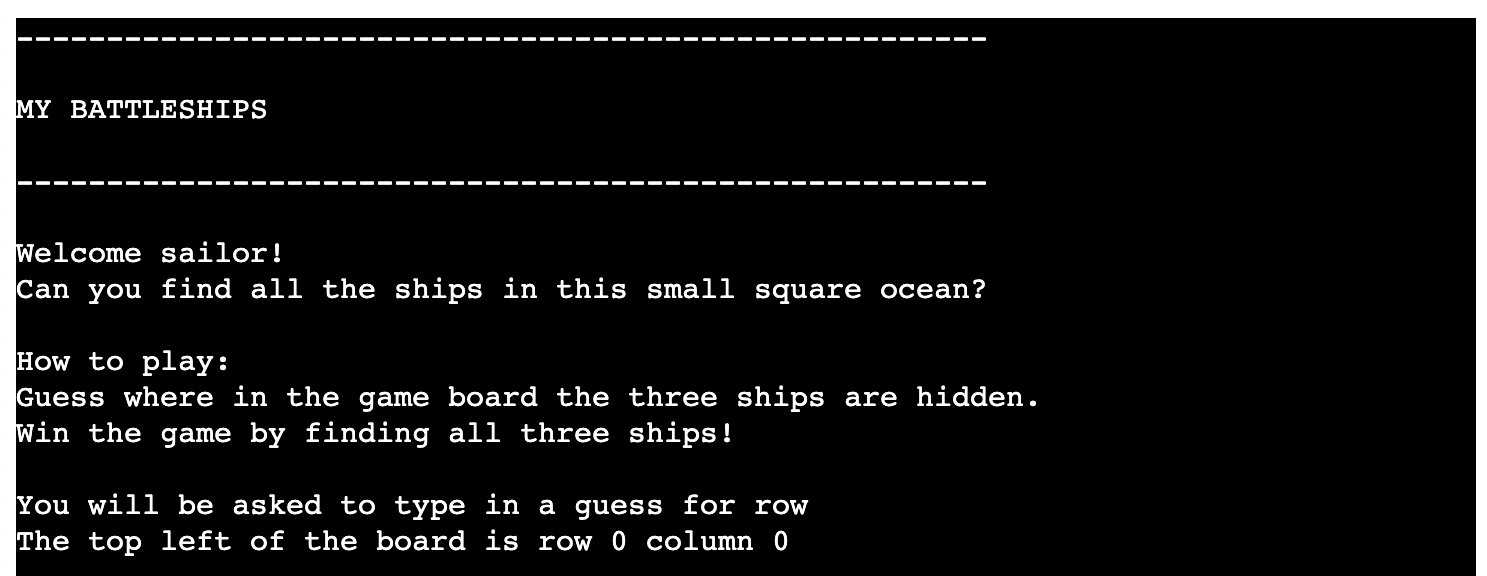 ------------------------------------------------------
MY BATTLESHIPS
------------------------------------------------------
Welcome sailor!
Can you find all the ships in this small square ocean?
How to play:
Guess where in the game board the three ships are hidden.
Win the game by finding all three ships!
You will be asked to type in a guess for row
The top left of the board is row 0 column 0